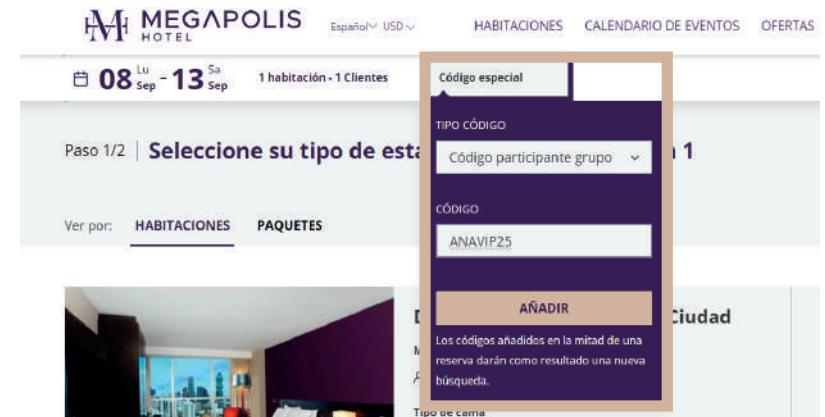 MEGAPOLIS
HOTEL
Español USD
HABITACIONES CALENDARIO DE EVENTOS OFERTAS
08 Lu Sep - 13 Sa Sep
1 habitación - 1 Clientes
Código especial
TIPO CÓDIGO
Código participante grupo
CÓDIGO
ANAVIP25
AÑADIR
Los códigos añadidos en la mitad de una
reserva darán como resultado una nueva
búsqueda.
Paso 1/2 | Seleccione su tipo de 1
Ver por: HABITACIONES PAQUETES
Ciudad
Tipo de cama